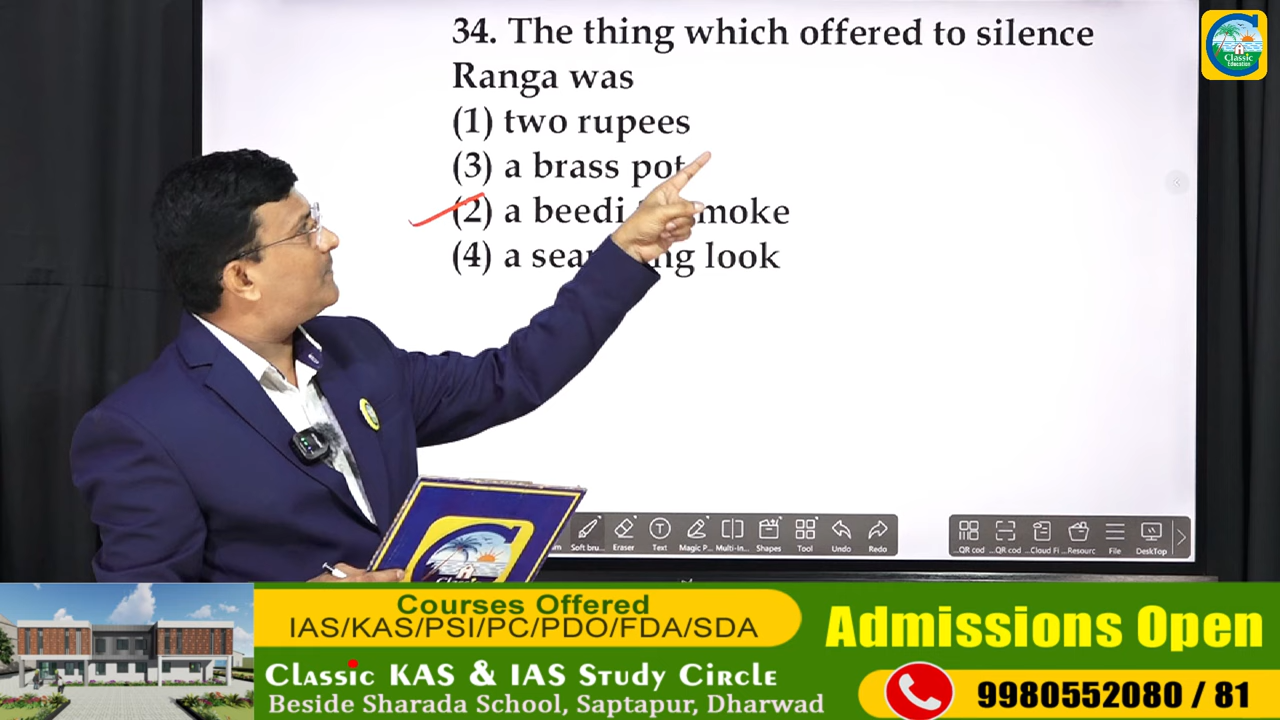 34. The thing which offered to silence
Ranga was
(1) two rupees
(3) a brass pot
(2) a beedi moke
(4) a look
Classic
Education
Soft bru...
Eraser
Text
Magic P...
Multi-In...
Shapes
Tool
Undo
Redo
...QR cod
...QR cod
...Cloud Fi
...Resourc
File
DeskTop
Courses Offered
IAS/KAS/PSI/PC/PDO/FDA/SDA
Classic KAS & IAS Study Circle
Beside Sharada School, Saptapur, Dharwad
Admissions Open
9980552080 / 81